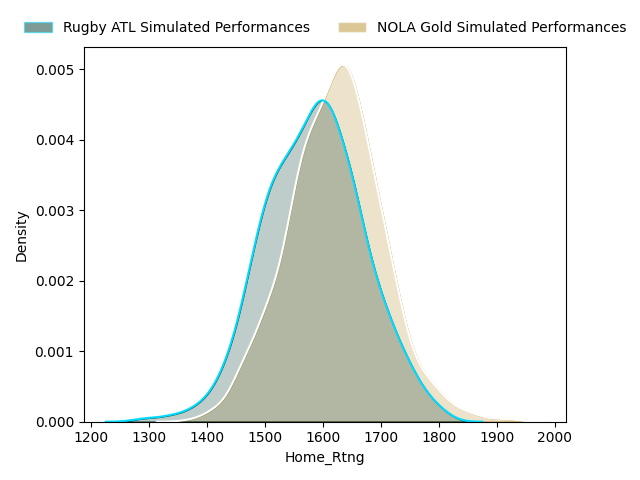 Rugby ATL Simulated Performances NOLA Gold Simulated Performances
0.005
0.004
0.003
0.002
0.001
0.000
Density
1200 1300 1400 1500 1600 1700 1800 1900 2000
Home_Rtng